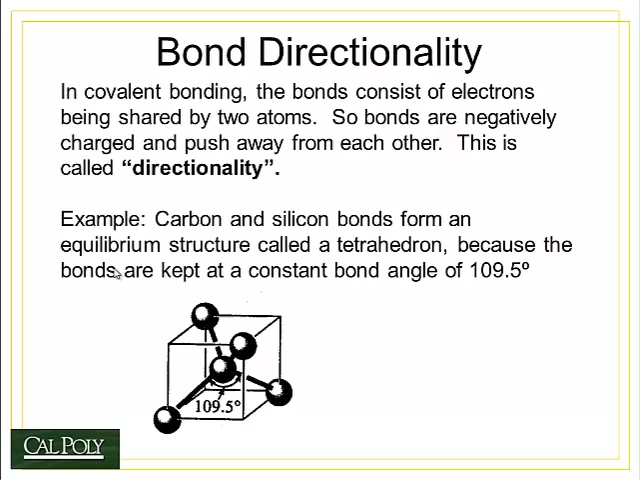 Bond Directionality
In covalent bonding, the bonds consist of electrons
being shared by two atoms.  So bonds are negatively
charged and push away from each other.  This is
called “directionality”.
Example: Carbon and silicon bonds form an
equilibrium structure called a tetrahedron, because the
bonds are kept at a constant bond angle of 109.5º
109.5°
CAL POLY